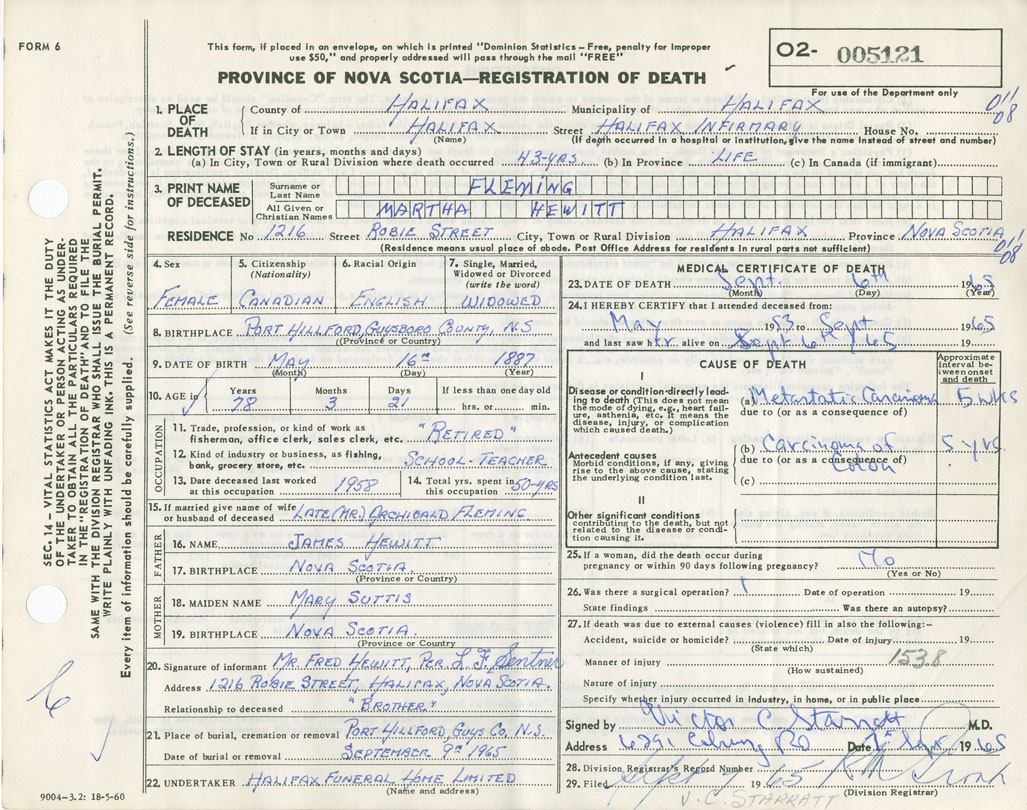 FORM 6
This form, if placed in an envelope, on which is printed "Dominion Statistics – Free, penalty for improper
use $50," and properly addressed will pass through the mail "FREE"
PROVINCE OF NOVA SCOTIA—REGISTRATION OF DEATH
O2- 005121
For use of the Department only
011
08
1. PLACE OF DEATH
County of HALIFAX Municipality of HALIFAX
If in City or Town HALIFAX Street HALIFAX INFIRMARY House No.
(Name) (If death occurred in a hospital or institution, give the name instead of street and number)
2. LENGTH OF STAY (in years, months and days)
(a) In City, Town or Rural Division where death occurred 43-YRS (b) In Province LIFE (c) In Canada (if immigrant)
3. PRINT NAME OF DECEASED
Surname or Last Name FLEMING
All Given or Christian Names MARTHA HEWITT
RESIDENCE No 1216 Street ROBIE STREET City, Town or Rural Division HALIFAX Province NOVA SCOTIA
(Residence means usual place of abode. Post Office Address for residents in rural parts not sufficient)
011
08
4. Sex FEMALE
5. Citizenship (Nationality) CANADIAN
6. Racial Origin ENGLISH
7. Single, Married, Widowed or Divorced (write the word) WIDOWED
8. BIRTHPLACE PORT HILLFORD, GUYSBORO COUNTY, N.S
(Province or Country)
9. DATE OF BIRTH MAY 16TH 1887
(Month) (Day) (Year)
10. AGE in Years 78 Months 3 Days 21 If less than one day old hrs. or min.
OCCUPATION
11. Trade, profession, or kind of work as
fisherman, office clerk, sales clerk, etc. "RETIRED"
12. Kind of industry or business, as fishing,
bank, grocery store, etc. SCHOOL-TEACHER
13. Date deceased last worked at this occupation 1958
14. Total yrs. spent in this occupation 50-YRS
15. If married give name of wife
or husband of deceased LATE (MR.) ARCHIBALD FLEMING
FATHER
16. NAME JAMES HEWITT
17. BIRTHPLACE NOVA SCOTIA.
(Province or Country)
MOTHER
18. MAIDEN NAME MARY SUTTIS
19. BIRTHPLACE NOVA SCOTIA.
(Province or Country
20. Signature of informant MR. FRED HEWITT, PER. L. F. Sentner
Address 1216 ROBIE STREET, HALIFAX, NOVA SCOTIA.
Relationship to deceased "BROTHER"
21. Place of burial, cremation or removal PORT HILLFORD, GUYS CO, N.S.
Date of burial or removal SEPTEMBER 9TH 1965
22. UNDERTAKER HALIFAX FUNERAL HOME LIMITED
(Name and address)
MEDICAL CERTIFICATE OF DEATH
23. DATE OF DEATH Sept. 6th 1965
(Month) (Day) (Year)
24. I HEREBY CERTIFY that I attended deceased from:
May 1953 to Sept 1965
and last saw her alive on Sept 6th / 65 19
CAUSE OF DEATH
Approximate interval between onset and death
I
Disease or condition directly leading
to death (This does not mean
the mode of dying, e.g., heart failure,
asthenia, etc. It means the
disease, injury, or complication
which caused death.)
(a) Metastatic Carcinoma 5 wks
due to (or as a consequence of)
Antecedent causes
Morbid conditions, if any, giving
rise to the above cause, stating
the underlying condition last.
(b) Carcinoma of Colon 5 yrs.
due to (or as a consequence of)
(c)
II
Other significant conditions
contributing to the death, but not
related to the disease or condition
causing it.
25. If a woman, did the death occur during
pregnancy or within 90 days following pregnancy? No
(Yes or No)
26. Was there a surgical operation? Date of operation 19
State findings Was there an autopsy?
27. If death was due to external causes (violence) fill in also the following:-
Accident, suicide or homicide? Date of injury 19
(State which)
Manner of injury 153.8
(How sustained)
Nature of injury
Specify whether injury occurred in industry, in home, or in public place
Signed by Victor C. Starratt M.D.
Address 6291 RD Date Sept 1965
28. Division Registrar's Record Number
29. Filed Sept 1965
(Division Registrar)
V. C. STARRATT
SEC. 14 – VITAL STATISTICS ACT MAKES IT THE DUTY
OF THE UNDERTAKER OR PERSON ACTING AS UNDERTAKER
TO OBTAIN ALL THE PARTICULARS REQUIRED
IN THE "REGISTRATION OF DEATH" AND TO FILE THE
SAME WITH THE DIVISION REGISTRAR WHO SHALL ISSUE THE BURIAL PERMIT.
WRITE PLAINLY WITH UNFADING INK. THIS IS A PERMANENT RECORD.
Every item of information should be carefully supplied. (See reverse side for instructions.)
9004–3.2: 18-5-60